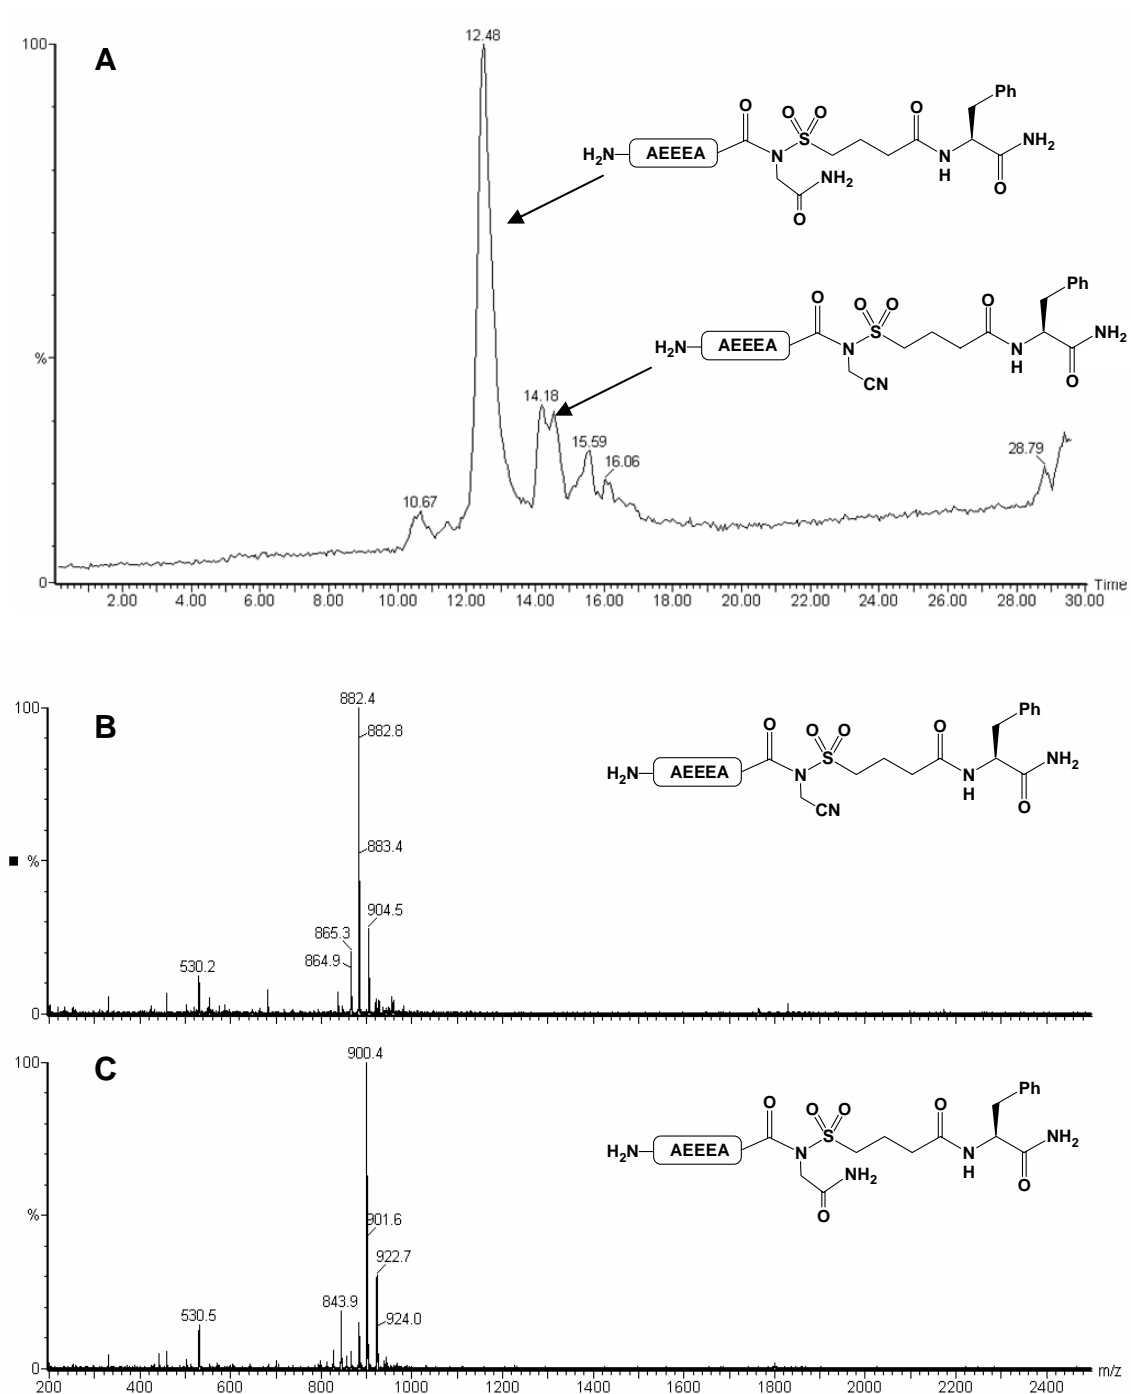 A
100
12.48
%
14.18
15.59
16.06
28.79
10.67
0
Time
2.00 4.00 6.00 8.00 10.00 12.00 14.00 16.00 18.00 20.00 22.00 24.00 26.00 28.00 30.00
O O O O Ph
H2N AEEEA N S N H NH2
NH2 O O
O O O O Ph
H2N AEEEA N S N H NH2
CN O
B
100
882.4
882.8
883.4
%
904.5
865.3
864.9
530.2
0
O O O O Ph
H2N AEEEA N S N H NH2
CN O
C
100
900.4
%
901.6
922.7
843.9
924.0
530.5
0
O O O O Ph
H2N AEEEA N S N H NH2
NH2 O O
200 400 600 800 1000 1200 1400 1600 1800 2000 2200 2400 m/z